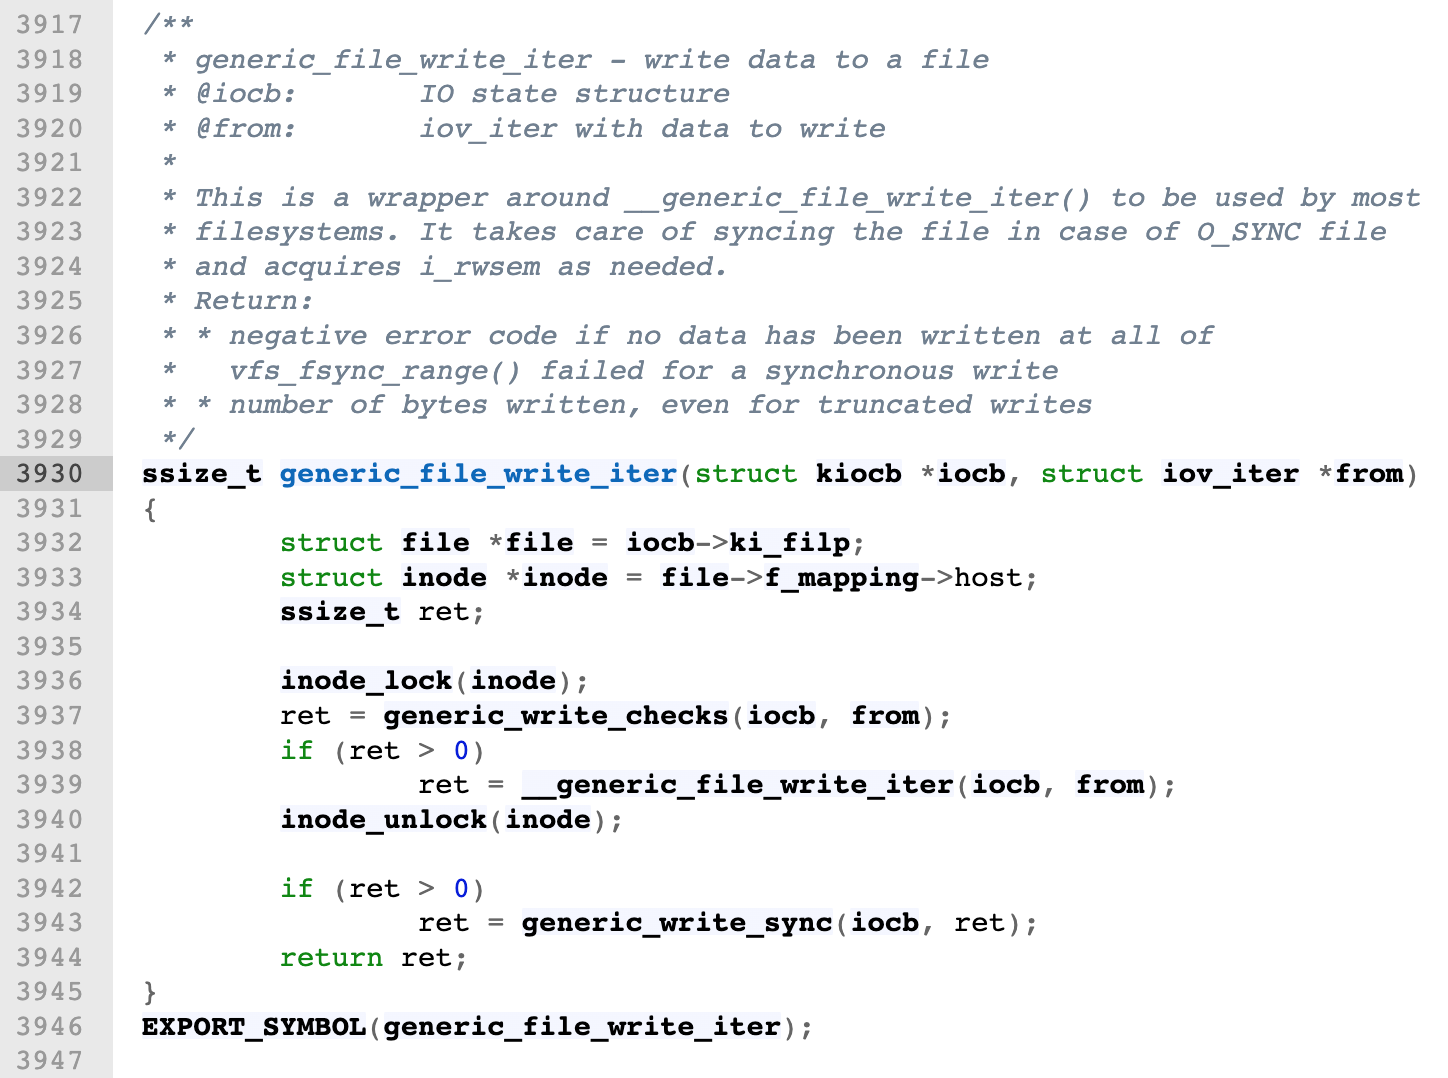 3917 /**
3918  * generic_file_write_iter - write data to a file
3919  * @iocb:       IO state structure
3920  * @from:       iov_iter with data to write
3921  *
3922  * This is a wrapper around __generic_file_write_iter() to be used by most
3923  * filesystems. It takes care of syncing the file in case of O_SYNC file
3924  * and acquires i_rwsem as needed.
3925  * Return:
3926  * * negative error code if no data has been written at all of
3927  *   vfs_fsync_range() failed for a synchronous write
3928  * * number of bytes written, even for truncated writes
3929  */
3930 ssize_t generic_file_write_iter(struct kiocb *iocb, struct iov_iter *from)
3931 {
3932         struct file *file = iocb->ki_filp;
3933         struct inode *inode = file->f_mapping->host;
3934         ssize_t ret;
3935
3936         inode_lock(inode);
3937         ret = generic_write_checks(iocb, from);
3938         if (ret > 0)
3939                 ret = __generic_file_write_iter(iocb, from);
3940         inode_unlock(inode);
3941
3942         if (ret > 0)
3943                 ret = generic_write_sync(iocb, ret);
3944         return ret;
3945 }
3946 EXPORT_SYMBOL(generic_file_write_iter);
3947